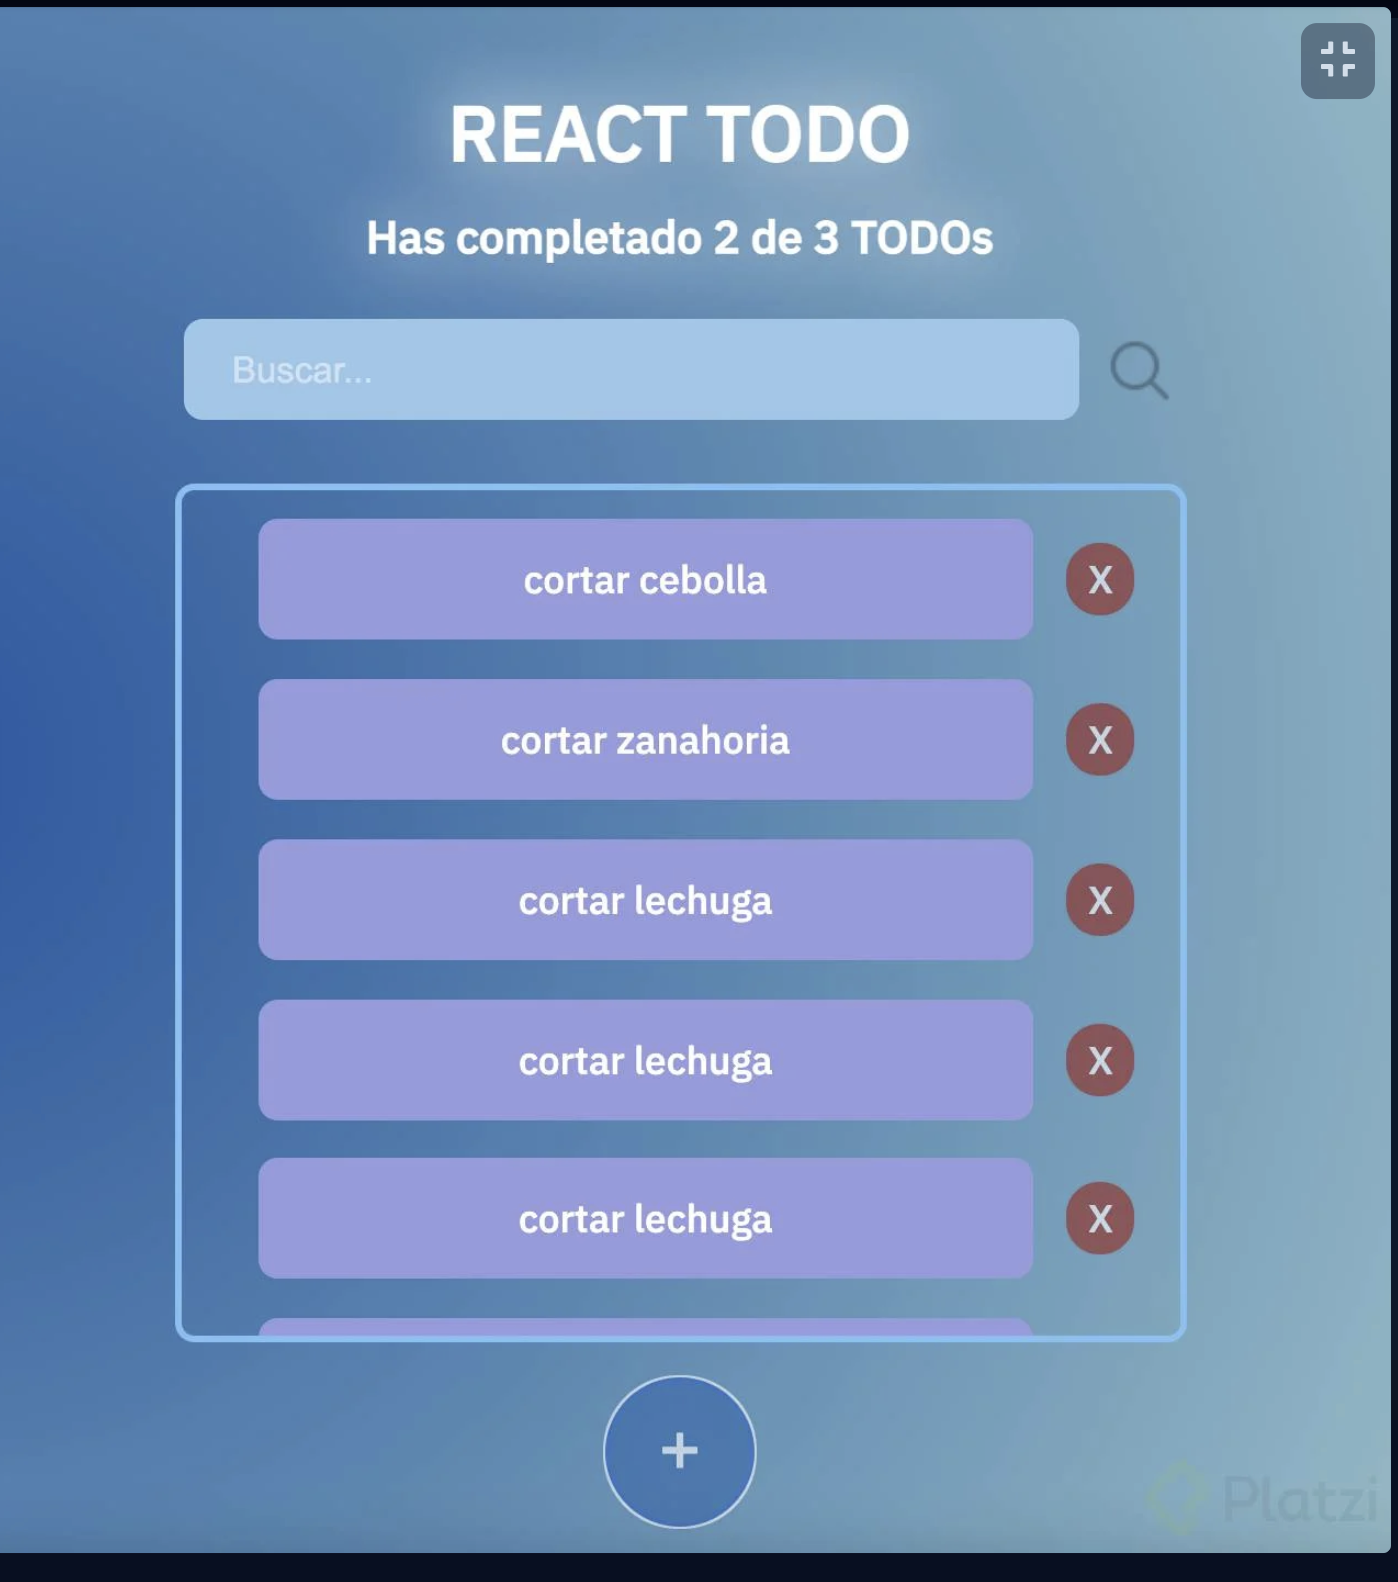 REACT TODO
Has completado 2 de 3 TODOs
Buscar...
cortar cebolla
X
cortar zanahoria
X
cortar lechuga
X
cortar lechuga
X
cortar lechuga
X
+
Platzi